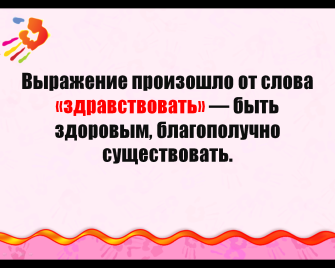 Выражение произошло от слова
«здравствовать» — быть
здоровым, благополучно
существовать.